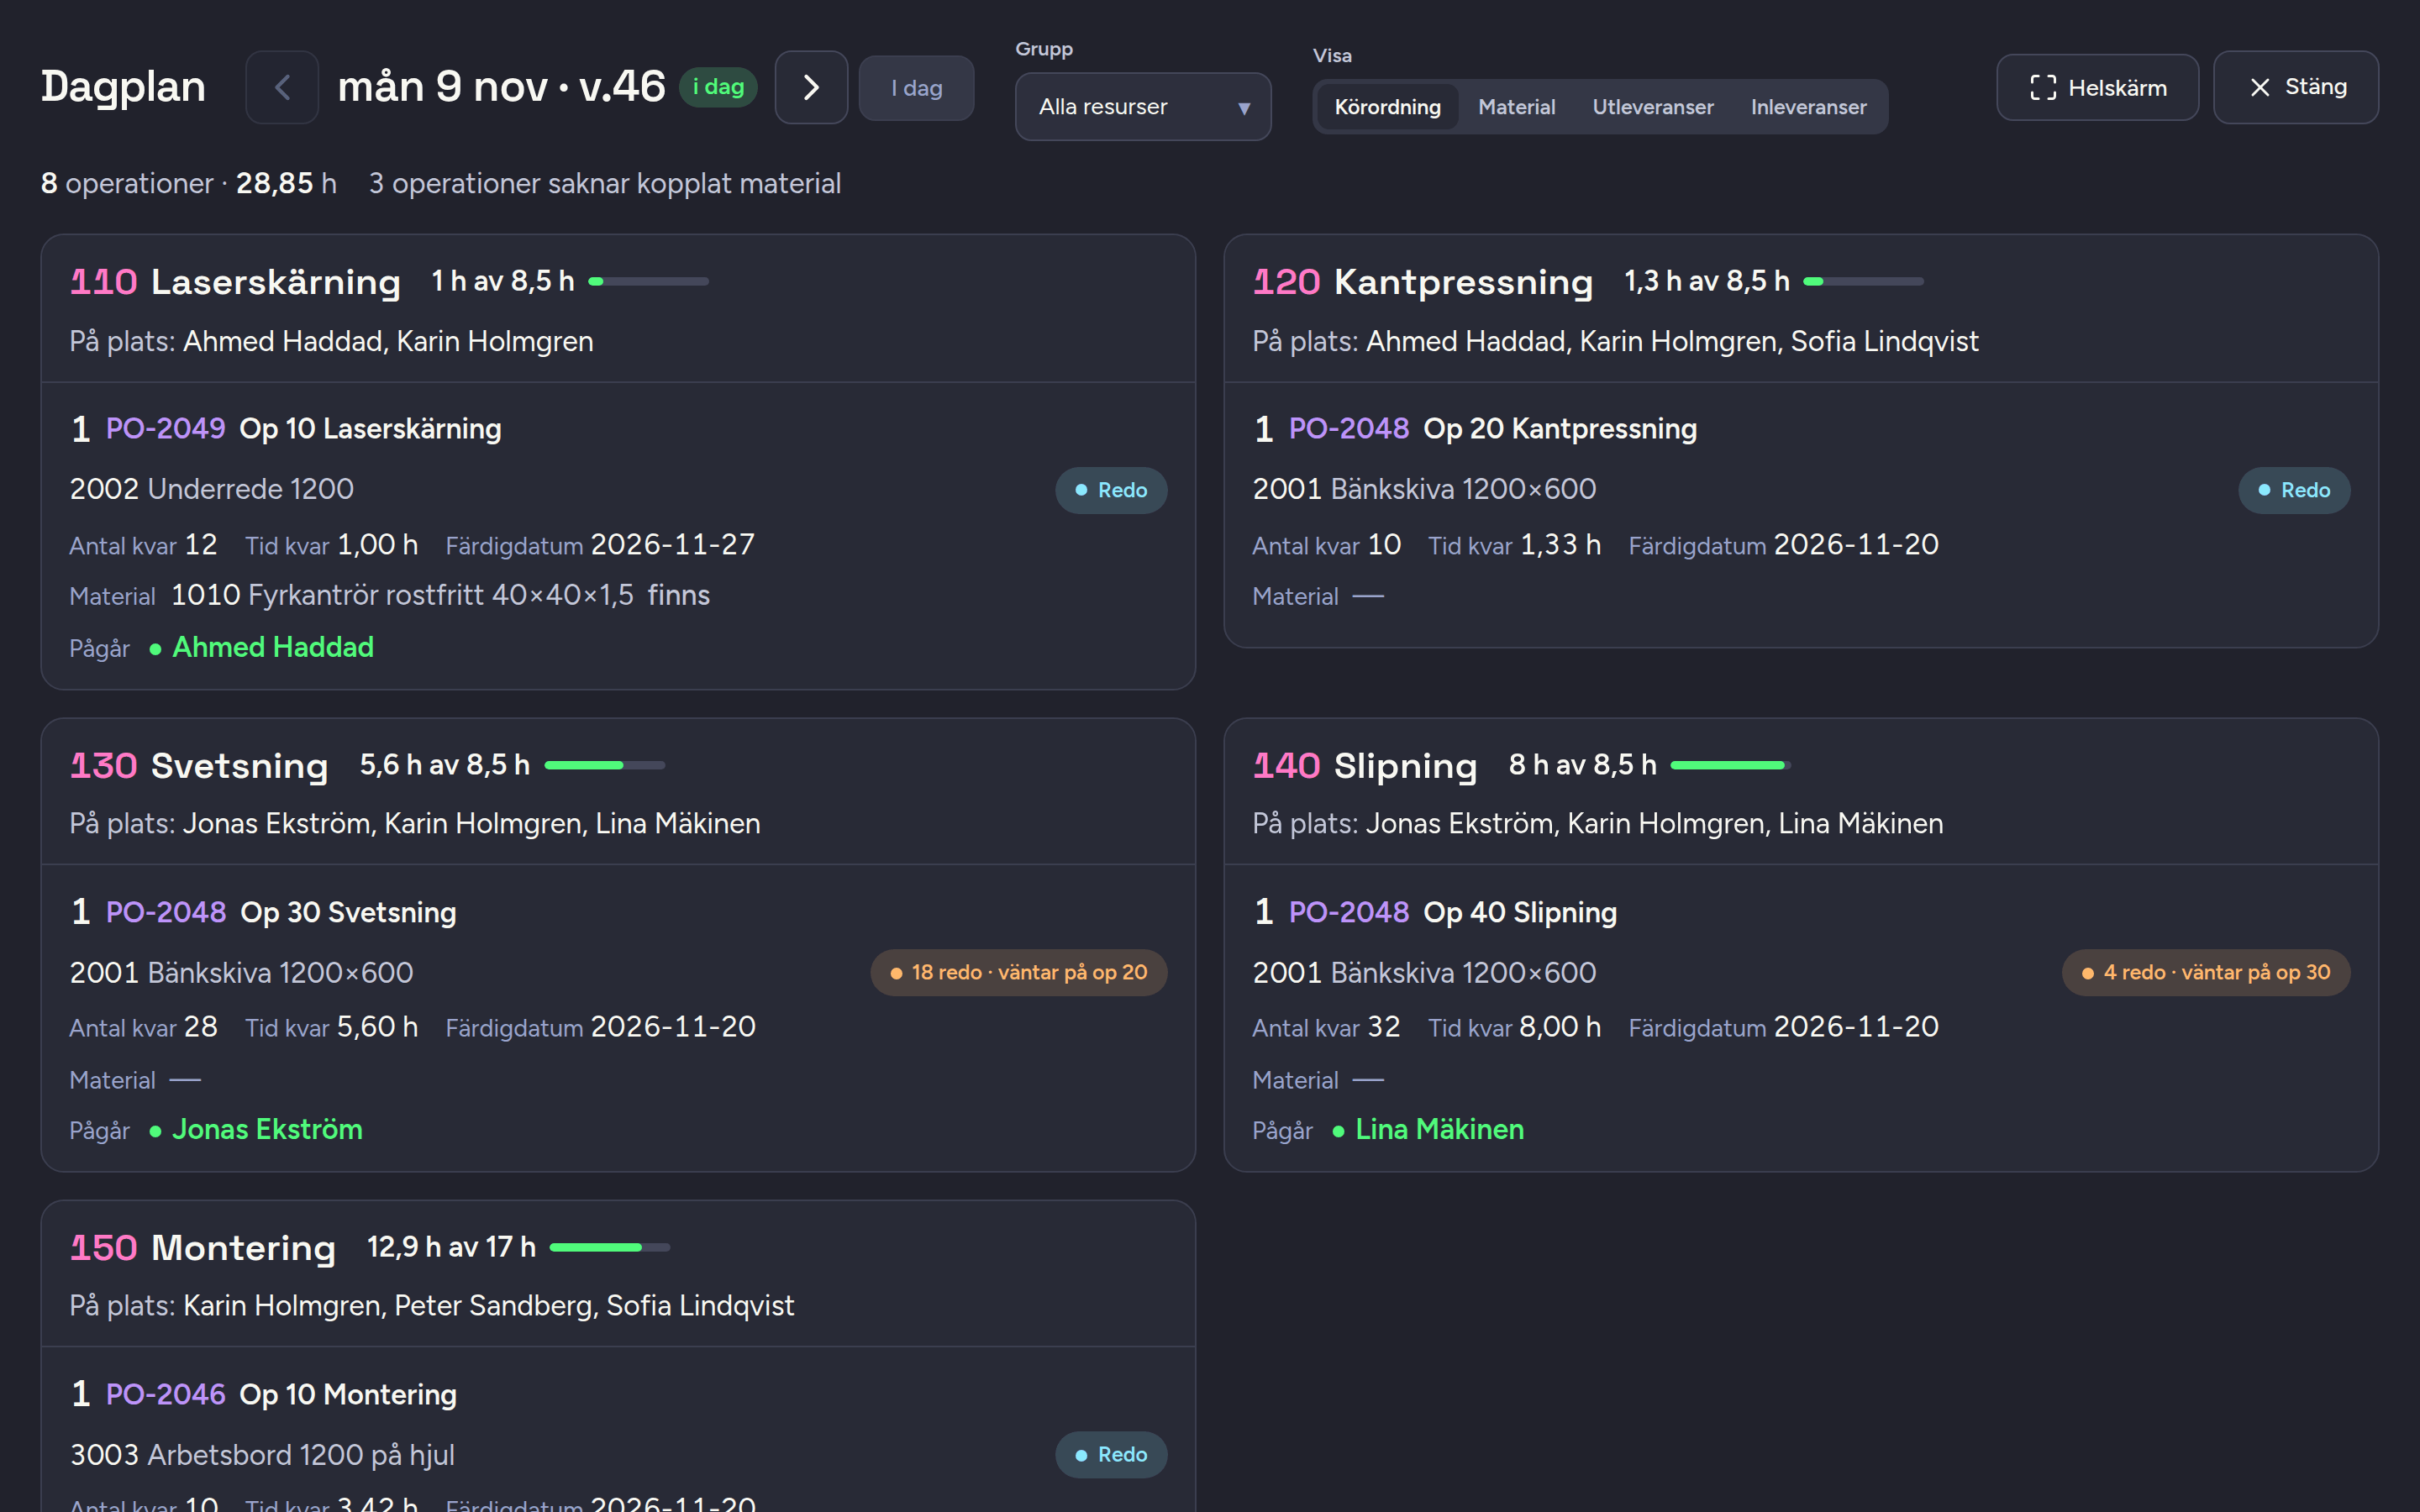 Dagplan
mån 9 nov · v.46 i dag
I dag
Grupp
Alla resurser
Visa
Körordning Material Utleveranser Inleveranser
Helskärm
Stäng
8 operationer · 28,85 h 3 operationer saknar kopplat material
110 Laserskärning 1 h av 8,5 h
På plats: Ahmed Haddad, Karin Holmgren
1 PO-2049 Op 10 Laserskärning
2002 Underrede 1200 Redo
Antal kvar 12 Tid kvar 1,00 h Färdigdatum 2026-11-27
Material 1010 Fyrkantrör rostfritt 40×40×1,5 finns
Pågår Ahmed Haddad
120 Kantpressning 1,3 h av 8,5 h
På plats: Ahmed Haddad, Karin Holmgren, Sofia Lindqvist
1 PO-2048 Op 20 Kantpressning
2001 Bänkskiva 1200×600 Redo
Antal kvar 10 Tid kvar 1,33 h Färdigdatum 2026-11-20
Material —
130 Svetsning 5,6 h av 8,5 h
På plats: Jonas Ekström, Karin Holmgren, Lina Mäkinen
1 PO-2048 Op 30 Svetsning
2001 Bänkskiva 1200×600 18 redo · väntar på op 20
Antal kvar 28 Tid kvar 5,60 h Färdigdatum 2026-11-20
Material —
Pågår Jonas Ekström
140 Slipning 8 h av 8,5 h
På plats: Jonas Ekström, Karin Holmgren, Lina Mäkinen
1 PO-2048 Op 40 Slipning
2001 Bänkskiva 1200×600 4 redo · väntar på op 30
Antal kvar 32 Tid kvar 8,00 h Färdigdatum 2026-11-20
Material —
Pågår Lina Mäkinen
150 Montering 12,9 h av 17 h
På plats: Karin Holmgren, Peter Sandberg, Sofia Lindqvist
1 PO-2046 Op 10 Montering
3003 Arbetsbord 1200 på hjul Redo
Antal kvar 10 Tid kvar 3,42 h Färdigdatum 2026-11-20